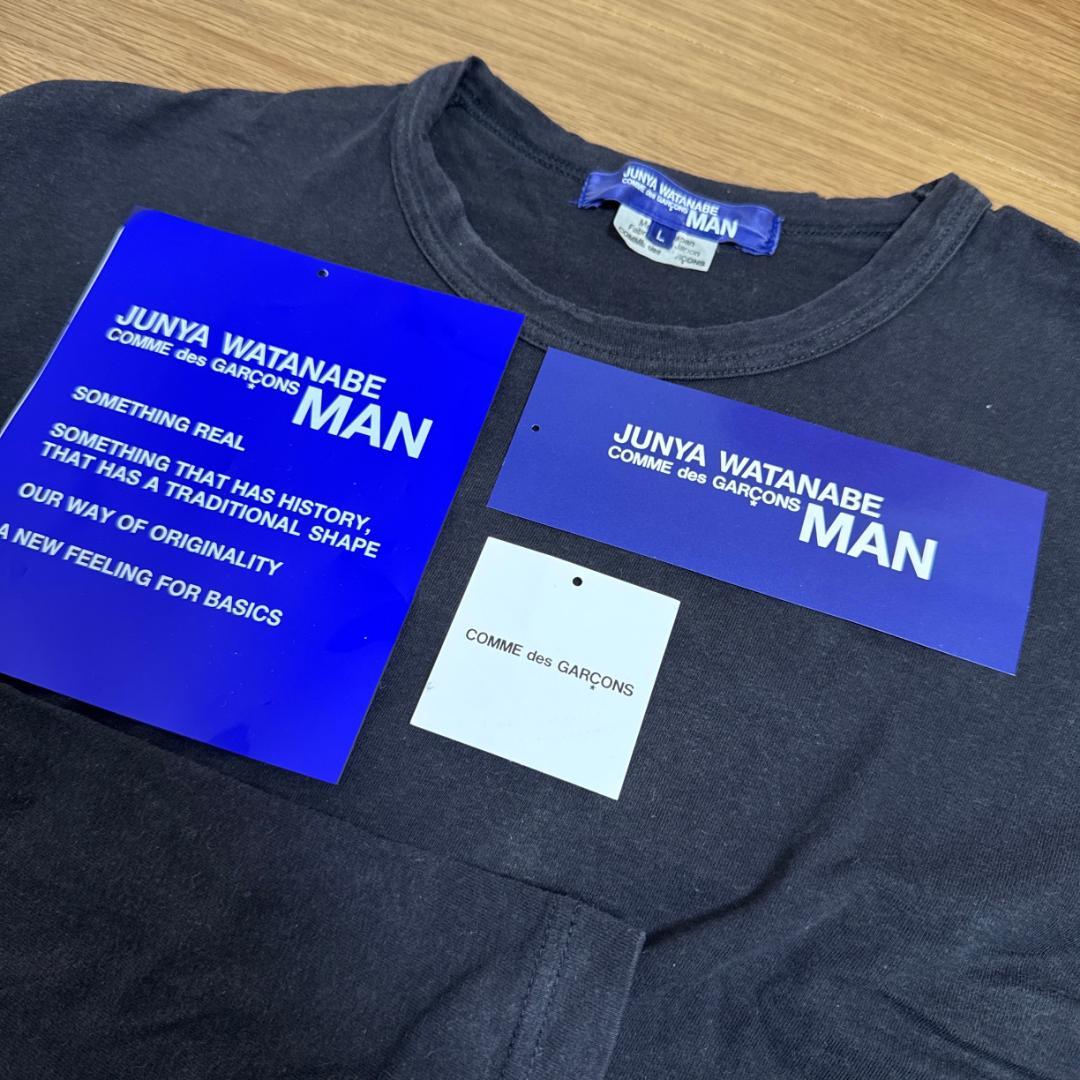 JUNYA WATANABE
COMME des GARÇONS
MAN
L
COMME des
JUNYA WATANABE
COMME des GARÇONS
MAN
SOMETHING REAL
SOMETHING THAT HAS HISTORY,
THAT HAS A TRADITIONAL SHAPE
OUR WAY OF ORIGINALITY
A NEW FEELING FOR BASICS
JUNYA WATANABE
COMME des GARÇONS
MAN
COMME des GARÇONS